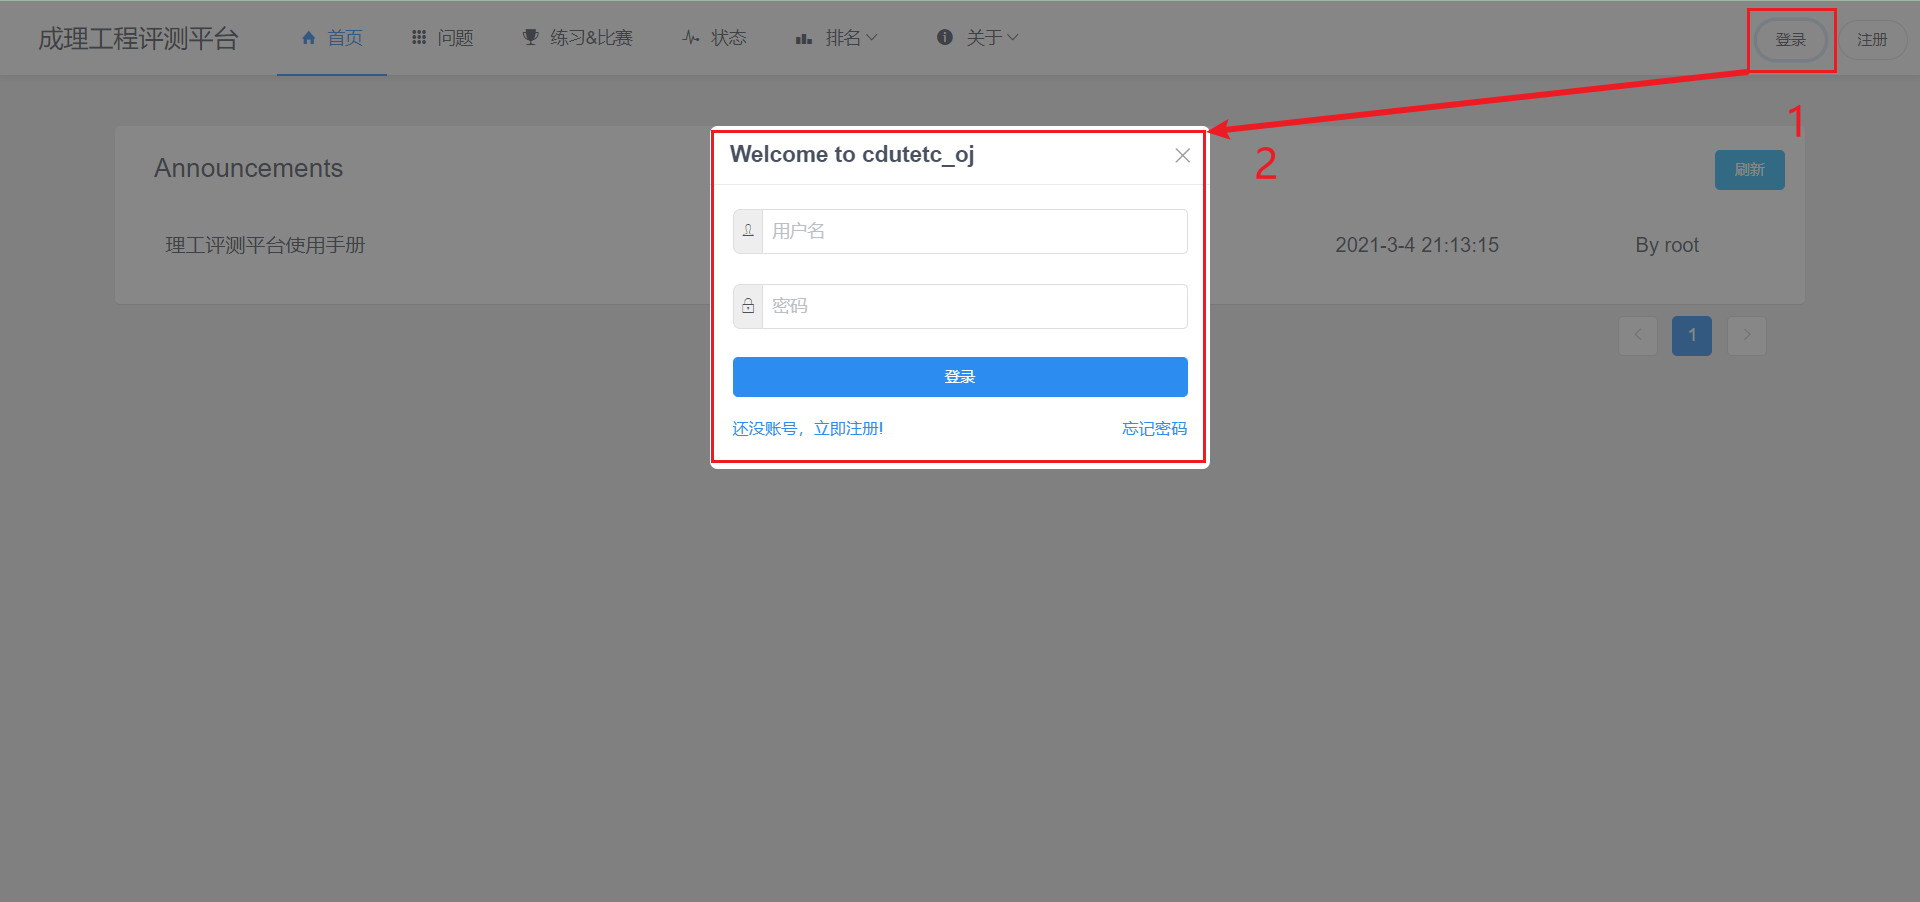 成理工程评测平台 首页 问题 练习&比赛 状态 排名 关于 登录 注册
1
Welcome to cdutetc_oj
2
Announcements
刷新
用户名
理工评测平台使用手册 2021-3-4 21:13:15 By root
密码
1
登录
还没账号，立即注册! 忘记密码